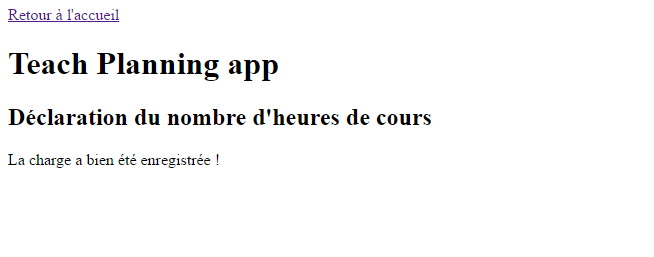 Retour à l'accueil
Teach Planning app
Déclaration du nombre d'heures de cours
La charge a bien été enregistrée !